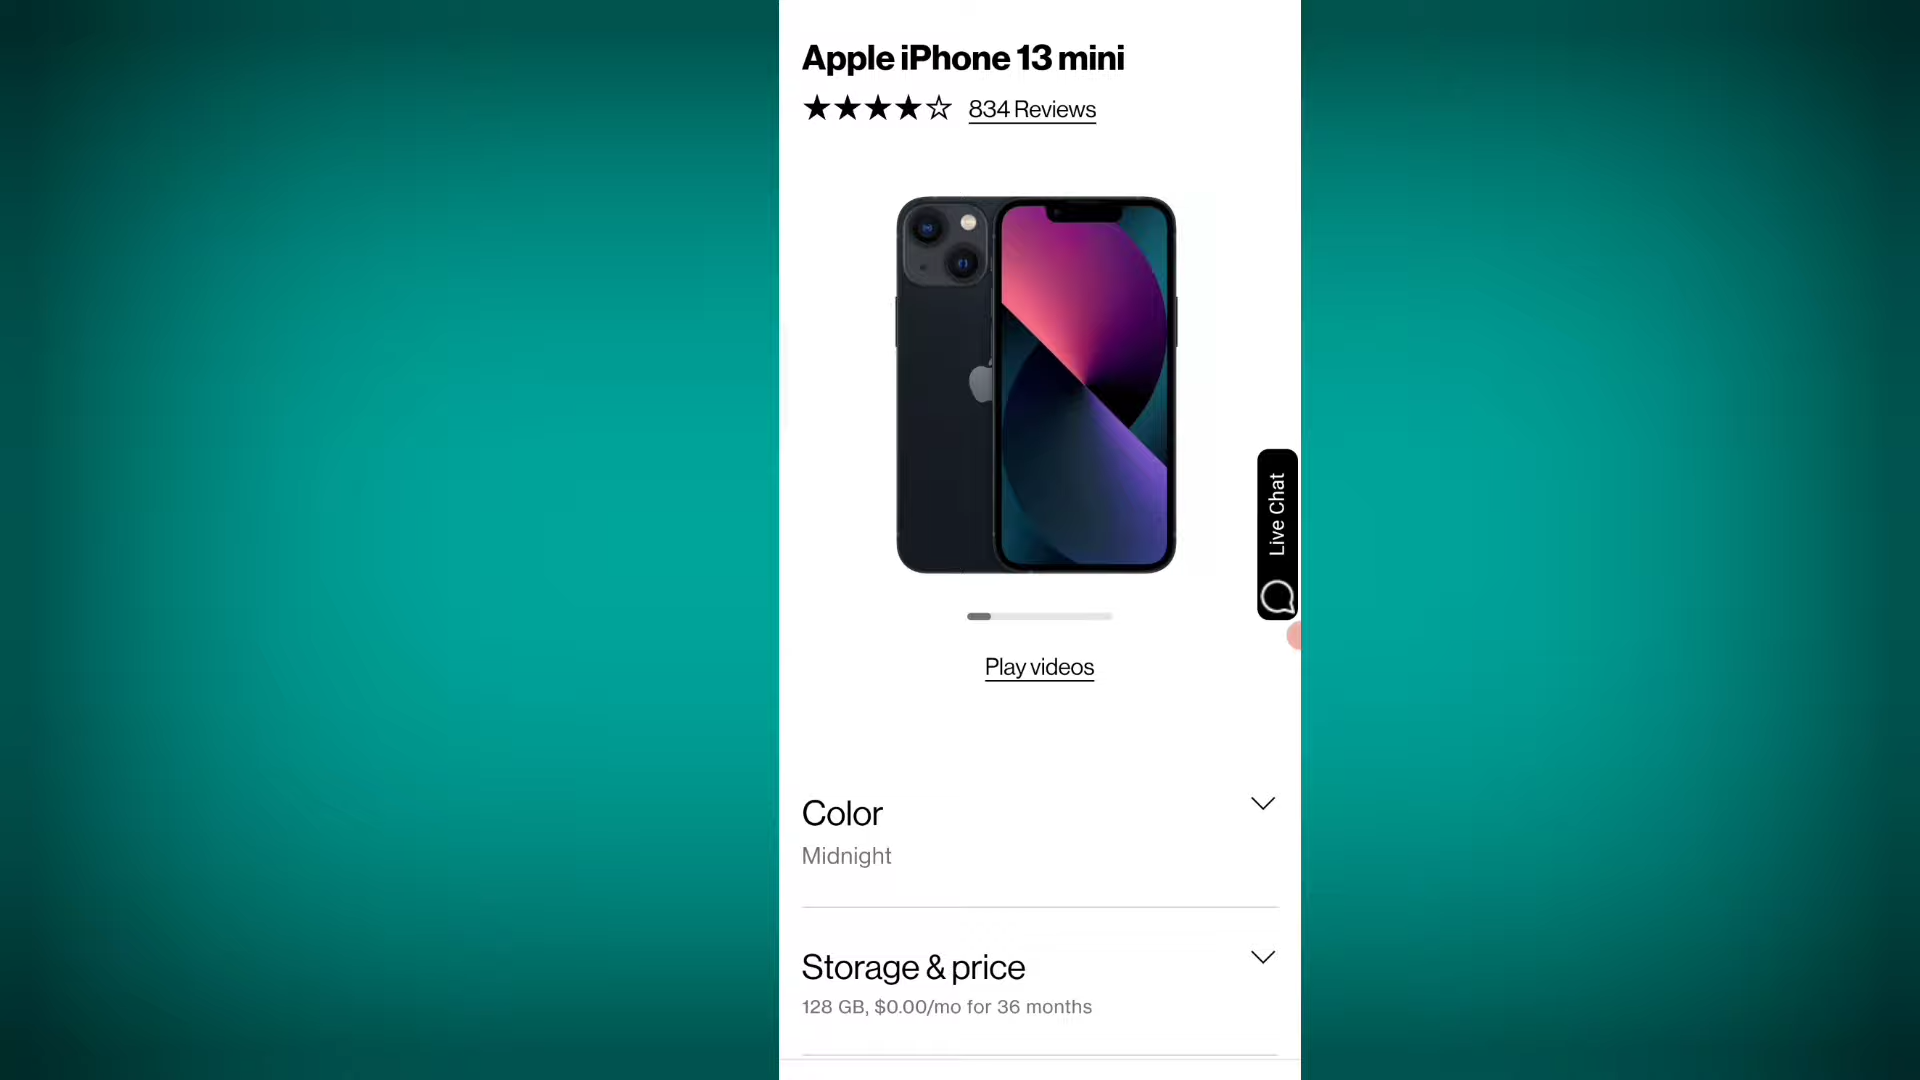 Apple iPhone 13 mini
834 Reviews
Live Chat
Play videos
Color
Midnight
Storage & price
128 GB, $0.00/mo for 36 months